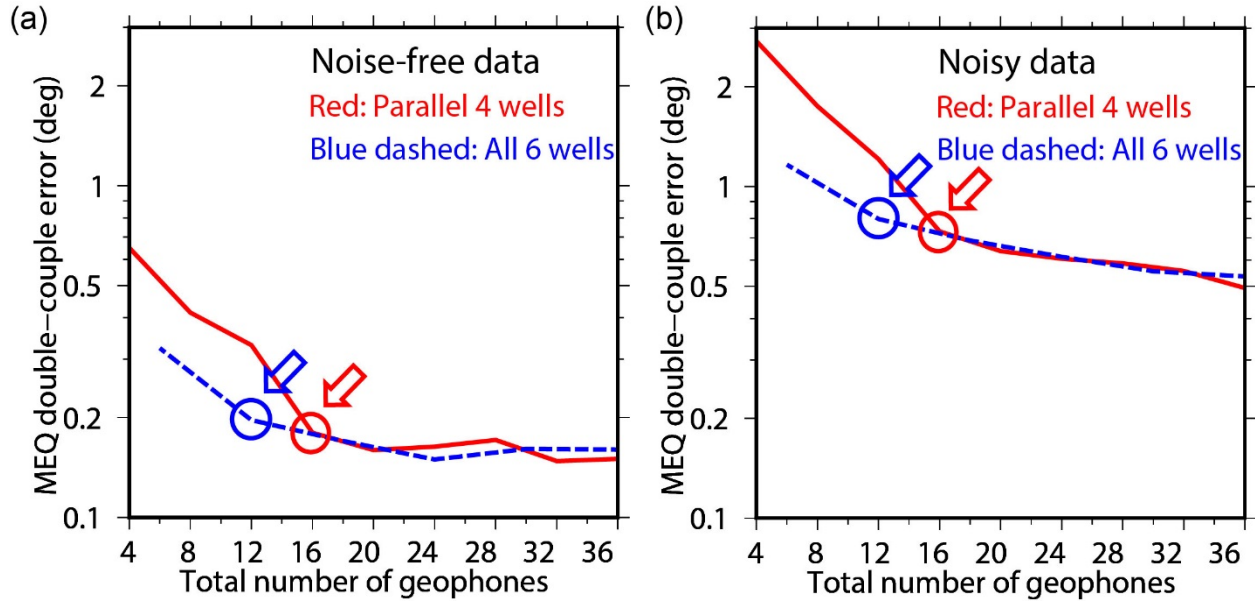 (a)
MEQ double-couple error (deg)
2
1
0.5
0.2
0.1
Noise-free data
Red: Parallel 4 wells
Blue dashed: All 6 wells
4 8 12 16 20 24 28 32 36
Total number of geophones
(b)
MEQ double-couple error (deg)
2
1
0.5
0.2
0.1
Noisy data
Red: Parallel 4 wells
Blue dashed: All 6 wells
4 8 12 16 20 24 28 32 36
Total number of geophones